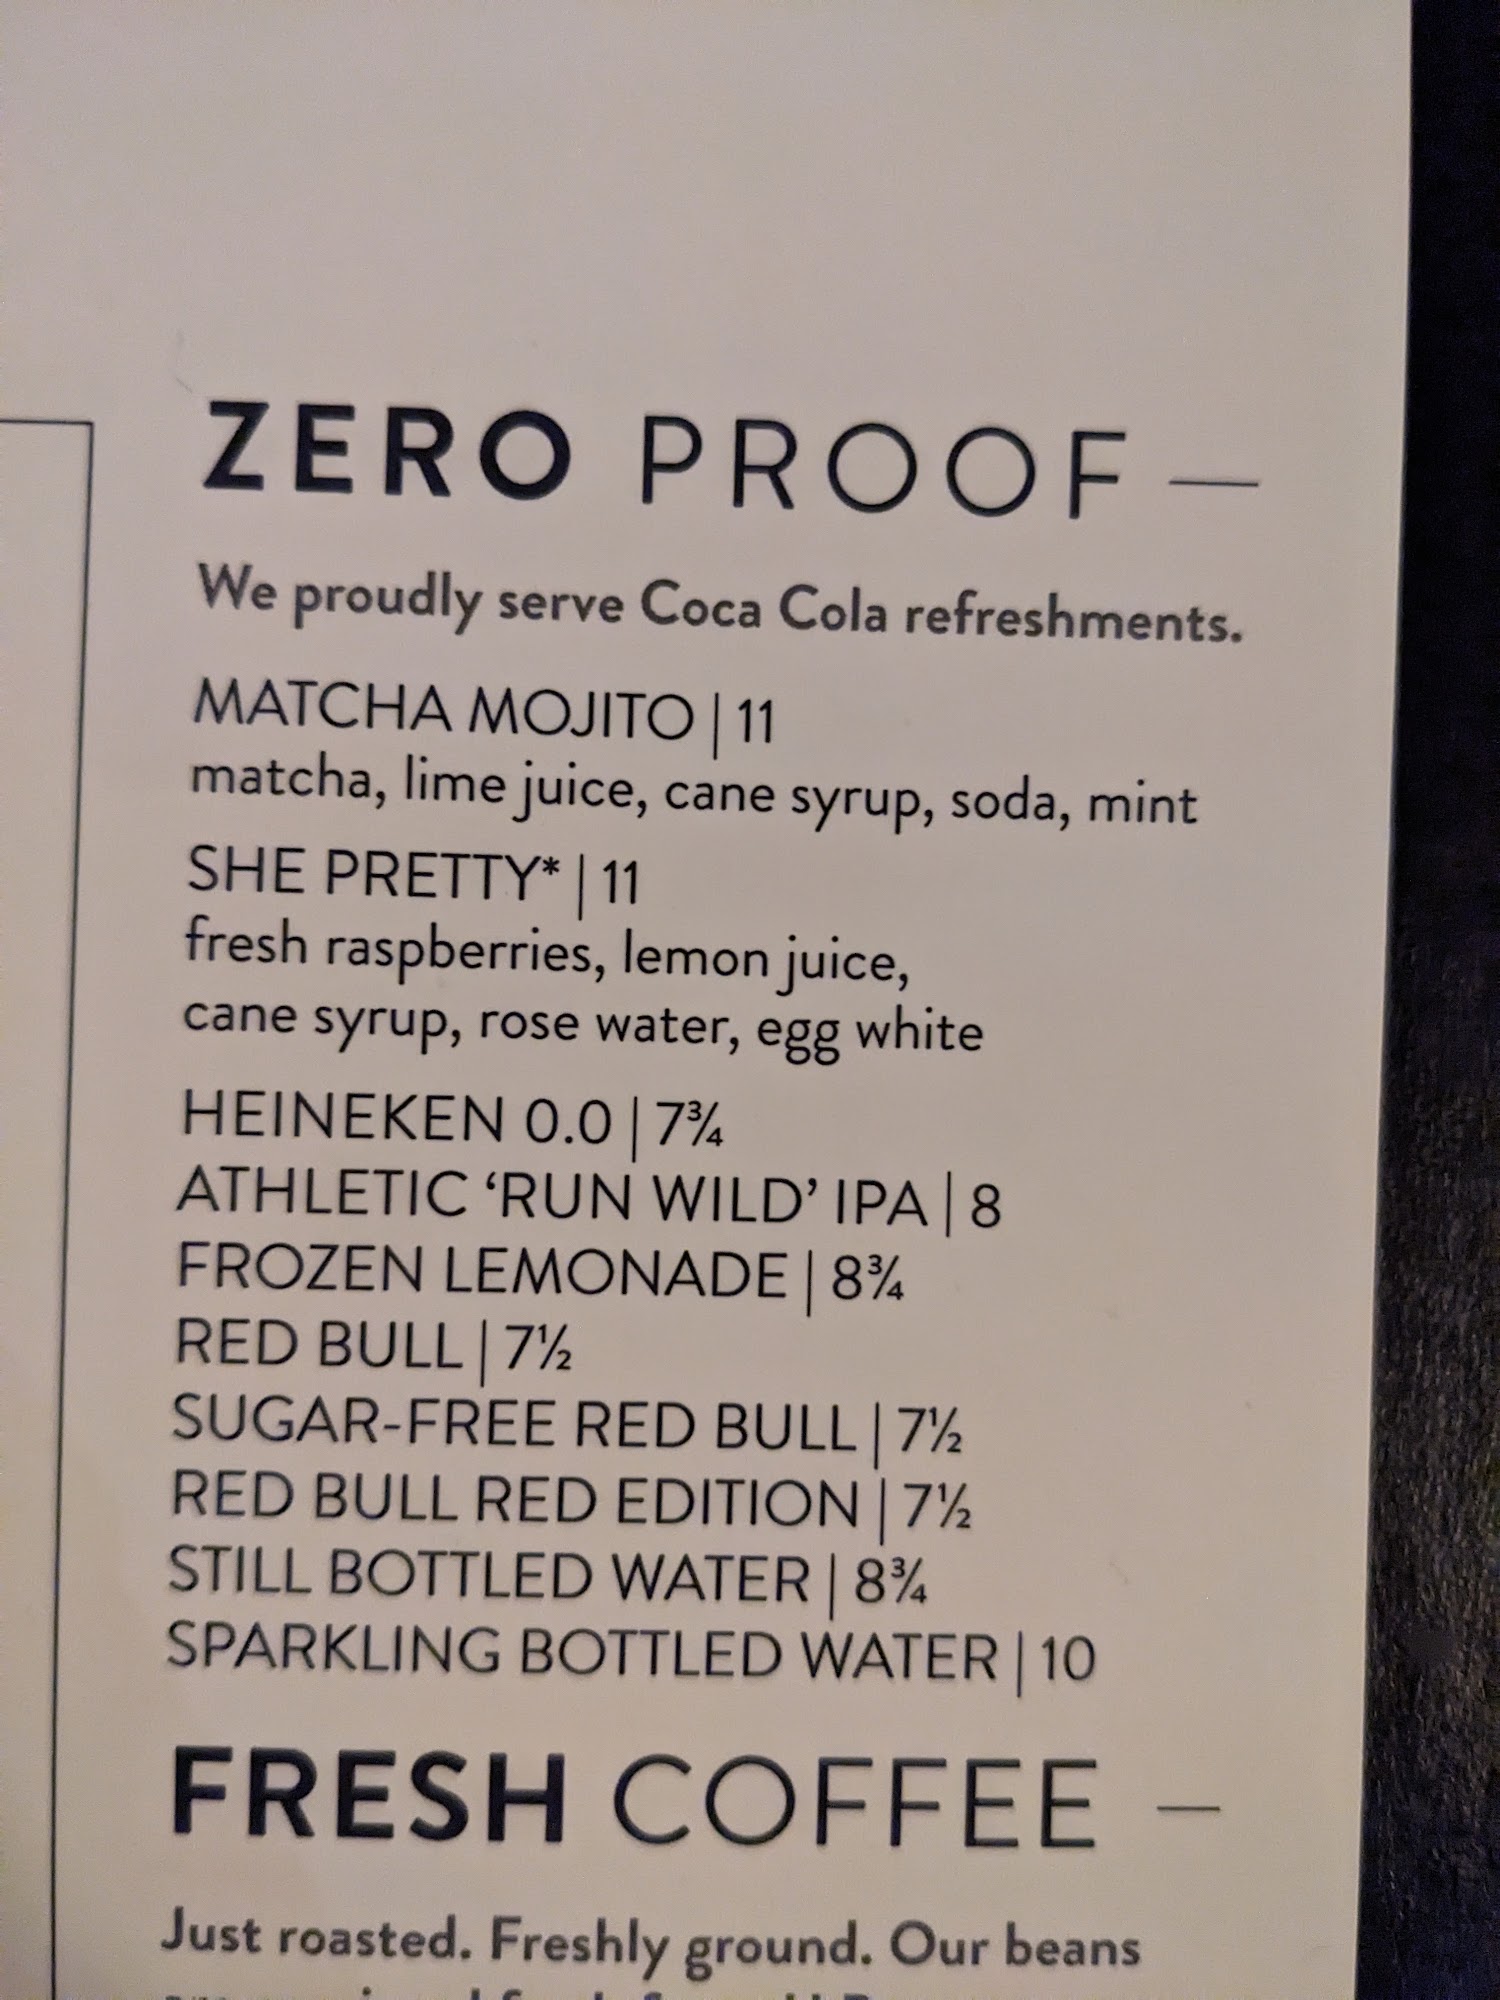 ZERO PROOF —
We proudly serve Coca Cola refreshments.
MATCHA MOJITO | 11
matcha, lime juice, cane syrup, soda, mint
SHE PRETTY* | 11
fresh raspberries, lemon juice,
cane syrup, rose water, egg white
HEINEKEN 0.0 | 7¾
ATHLETIC ‘RUN WILD’ IPA | 8
FROZEN LEMONADE | 8¾
RED BULL | 7½
SUGAR-FREE RED BULL | 7½
RED BULL RED EDITION | 7½
STILL BOTTLED WATER | 8¾
SPARKLING BOTTLED WATER | 10
FRESH COFFEE —
Just roasted. Freshly ground. Our beans